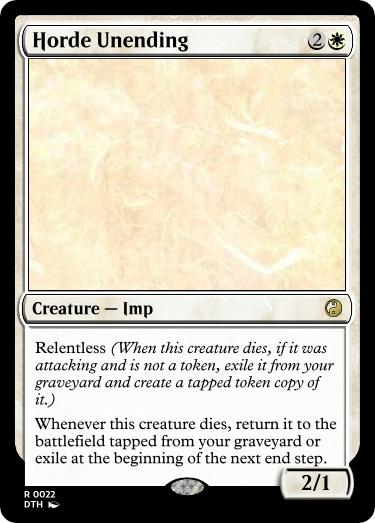 Horde Unending 2
Creature — Imp
Relentless (When this creature dies, if it was
attacking and is not a token, exile it from your
graveyard and create a tapped token copy of
it.)
Whenever this creature dies, return it to the
battlefield tapped from your graveyard or
exile at the beginning of the next end step.
2/1
R 0022
DTH